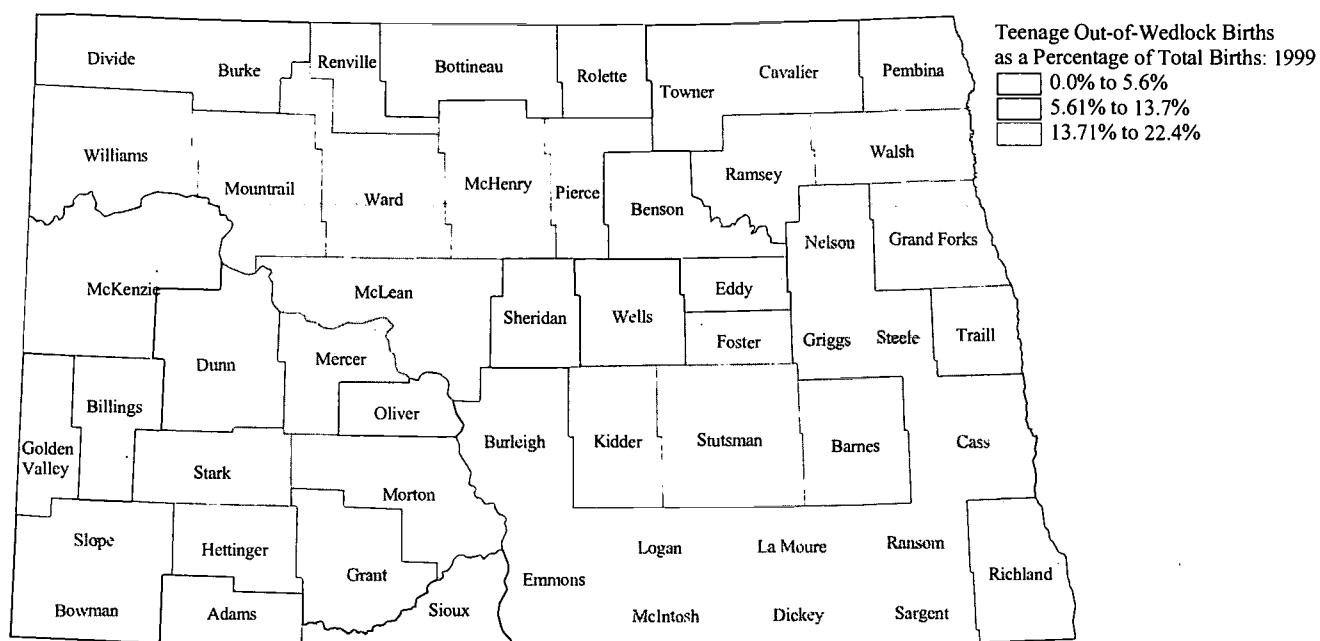 Teenage Out-of-Wedlock Births
as a Percentage of Total Births: 1999
0.0% to 5.6%
5.61% to 13.7%
13.71% to 22.4%
Divide
Burke
Renville
Bottineau
Rolette
Towner
Cavalier
Pembina
Williams
Mountrail
Ward
McHenry
Pierce
Benson
Ramsey
Walsh
Nelson
Grand Forks
McKenzie
McLean
Sheridan
Wells
Eddy
Foster
Griggs
Steele
Traill
Dunn
Mercer
Oliver
Billings
Golden
Valley
Stark
Burleigh
Kidder
Stutsman
Barnes
Cass
Morton
Slope
Hettinger
Grant
Logan
La Moure
Ransom
Richland
Emmons
Bowman
Adams
Sioux
McIntosh
Dickey
Sargent